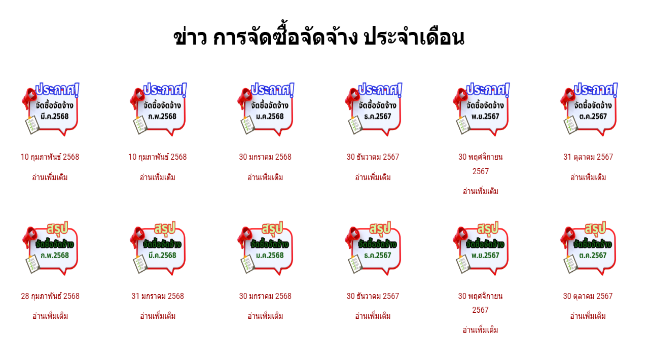 ข่าว การจัดซื้อจัดจ้าง ประจำเดือน
ประกาศ! ประกาศ! ประกาศ! ประกาศ! ประกาศ! ประกาศ!
จัดซื้อจัดจ้าง จัดซื้อจัดจ้าง จัดซื้อจัดจ้าง จัดซื้อจัดจ้าง จัดซื้อจัดจ้าง จัดซื้อจัดจ้าง
มี.ค.2568 ก.พ.2568 ม.ค.2568 ธ.ค.2567 พ.ย.2567 ต.ค.2567
10 กุมภาพันธ์ 2568 10 กุมภาพันธ์ 2568 30 มกราคม 2568 30 ธันวาคม 2567 30 พฤศจิกายน 31 ตุลาคม 2567
2567
อ่านเพิ่มเติม อ่านเพิ่มเติม อ่านเพิ่มเติม อ่านเพิ่มเติม อ่านเพิ่มเติม
อ่านเพิ่มเติม
สรุป สรุป สรุป สรุป สรุป สรุป
จัดซื้อจัดจ้าง จัดซื้อจัดจ้าง จัดซื้อจัดจ้าง จัดซื้อจัดจ้าง จัดซื้อจัดจ้าง จัดซื้อจัดจ้าง
ก.พ.2568 มี.ค.2568 ม.ค.2568 ธ.ค.2567 พ.ย.2567 ต.ค.2567
28 กุมภาพันธ์ 2568 31 มกราคม 2568 30 มกราคม 2568 30 ธันวาคม 2567 30 พฤศจิกายน 30 ตุลาคม 2567
2567
อ่านเพิ่มเติม อ่านเพิ่มเติม อ่านเพิ่มเติม อ่านเพิ่มเติม อ่านเพิ่มเติม
อ่านเพิ่มเติม